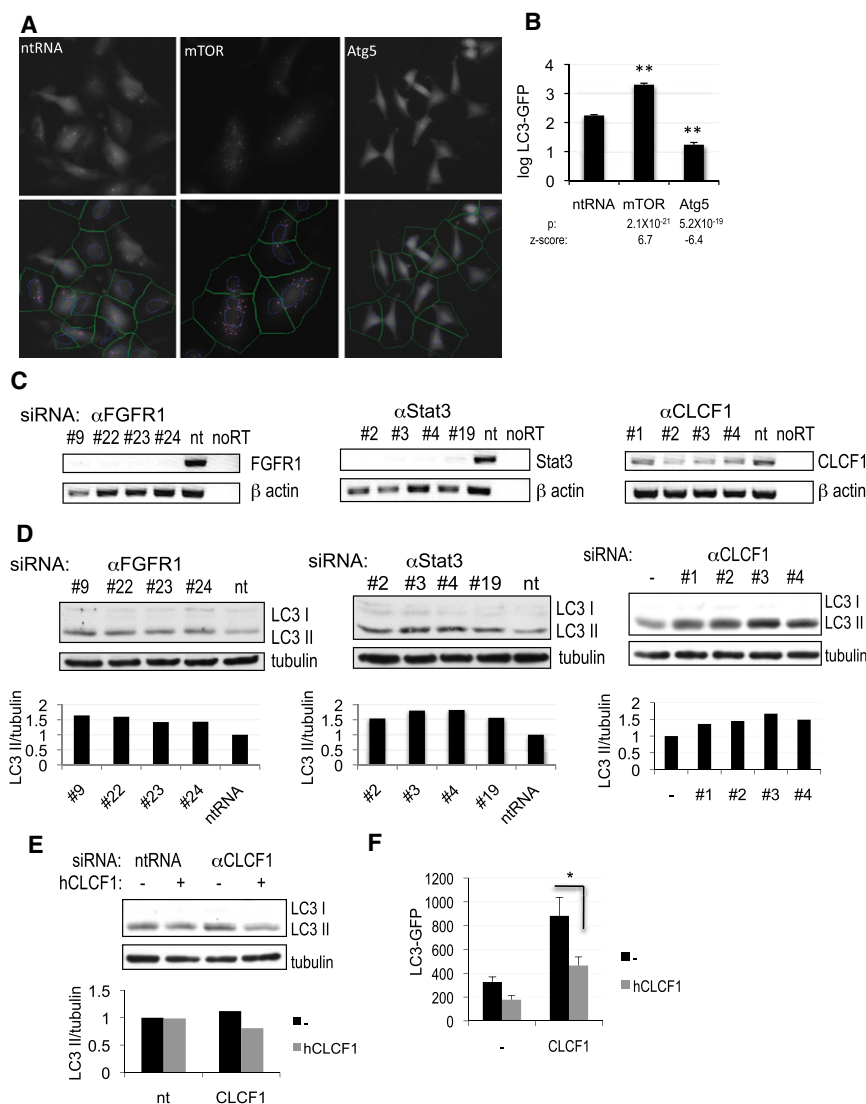 A
ntRNA
mTOR
Atg5
B
log LC3-GFP
4
3
2
1
0
**
**
ntRNA mTOR Atg5
p: 2.1X10-21 5.2X10-19
z-score: 6.7 -6.4
C
siRNA: αFGFR1
#9 #22 #23 #24 nt noRT
FGFR1
β actin
αStat3
#2 #3 #4 #19 nt noRT
Stat3
β actin
αCLCF1
#1 #2 #3 #4 nt noRT
CLCF1
β actin
D
siRNA: αFGFR1
#9 #22 #23 #24 nt
LC3 I
LC3 II
tubulin
LC3 II/tubulin
2
1.5
1
0.5
0
#9 #22 #23 #24 ntRNA
siRNA: αStat3
#2 #3 #4 #19 nt
LC3 I
LC3 II
tubulin
LC3 II/tubulin
2
1.5
1
0.5
0
#2 #3 #4 #19 ntRNA
siRNA: αCLCF1
- #1 #2 #3 #4
LC3 I
LC3 II
tubulin
LC3 II/tubulin
2
1.5
1
0.5
0
- #1 #2 #3 #4
E
siRNA: ntRNA αCLCF1
hCLCF1: - + - +
LC3 I
LC3 II
tubulin
LC3 II/tubulin
1.5
1
0.5
0
nt CLCF1
-
hCLCF1
F
LC3-GFP
1200
1000
800
600
400
200
0
*
- CLCF1
-
hCLCF1